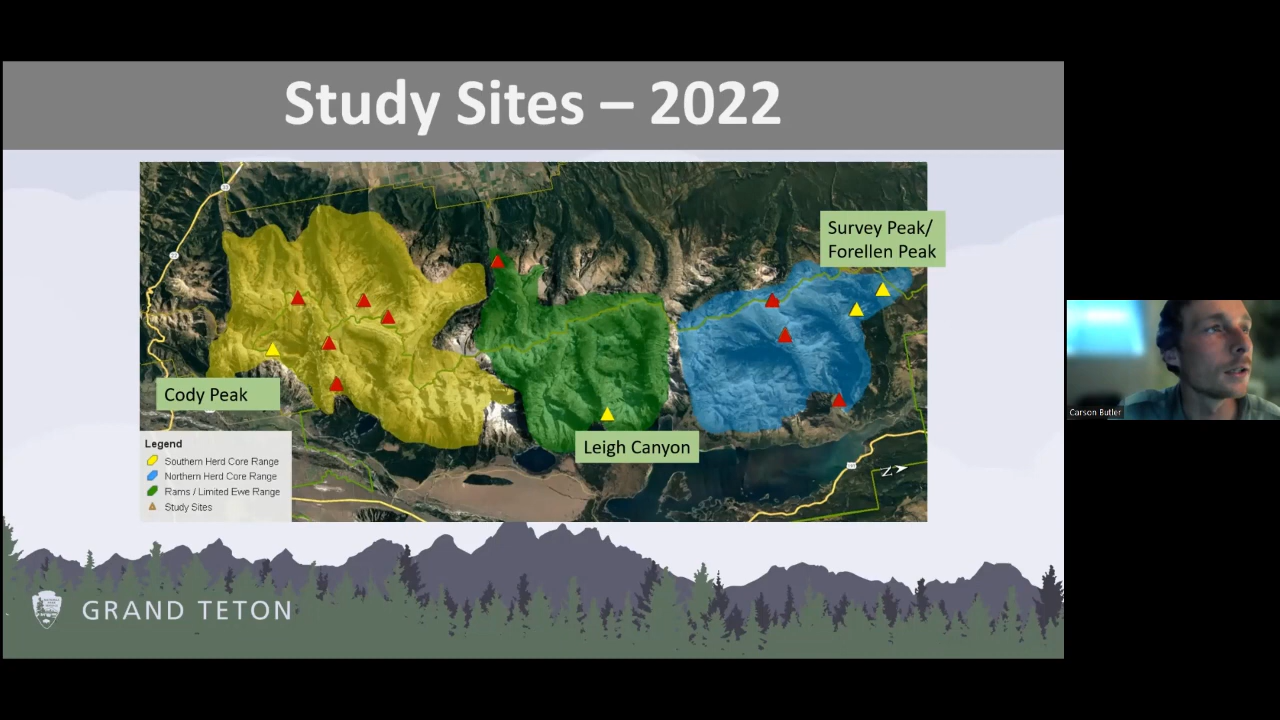 Study Sites – 2022
Survey Peak/
Forellen Peak
Cody Peak
Leigh Canyon
Legend
Southern Herd Core Range
Northern Herd Core Range
Rams / Limited Ewe Range
Study Sites
N
GRAND TETON
Carson Butler